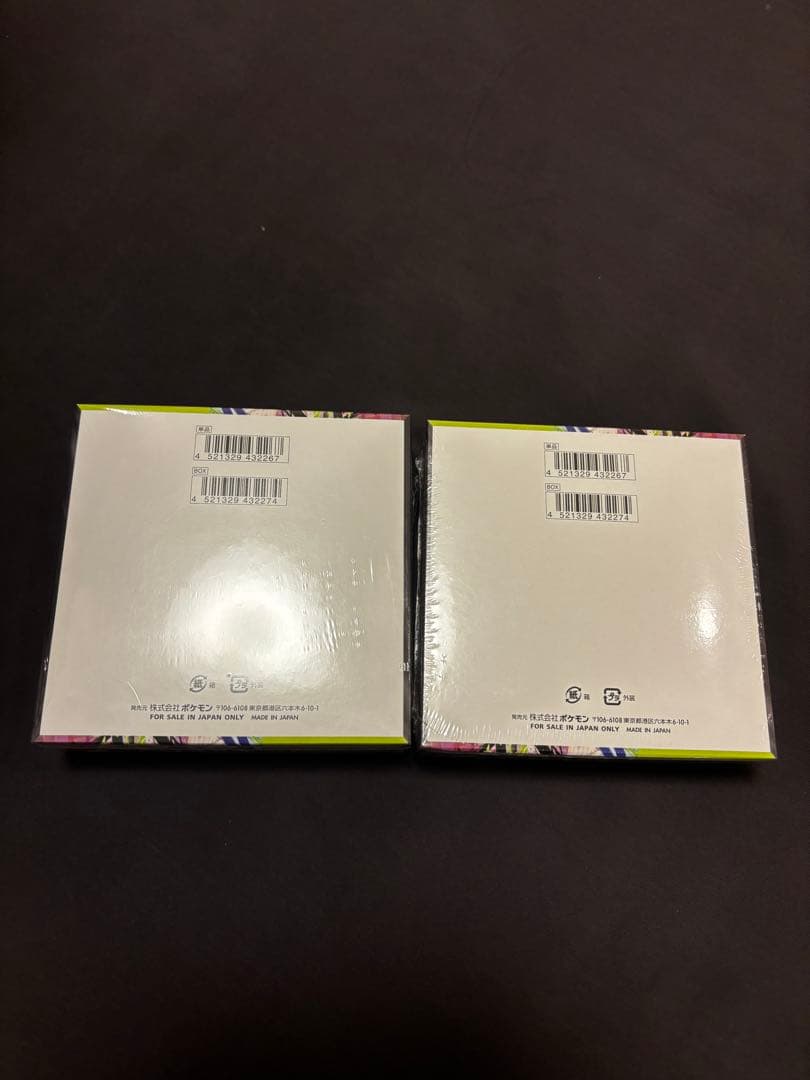 単品
4 521329 432267
BOX
4 521329 432274
紙 箱
プラ 外装
発売元 株式会社ポケモン 〒106-6108 東京都港区六本木6-10-1
FOR SALE IN JAPAN ONLY MADE IN JAPAN
単品
4 521329 432267
BOX
4 521329 432274
紙 箱
プラ 外装
発売元 株式会社ポケモン 〒106-6108 東京都港区六本木6-10-1
FOR SALE IN JAPAN ONLY MADE IN JAPAN